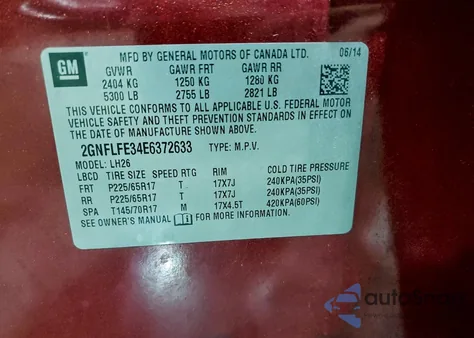 GM
MFD BY GENERAL MOTORS OF CANADA LTD. 06/14
GVWR GAWR FRT GAWR RR
2404 KG 1250 KG 1280 KG
5300 LB 2755 LB 2821 LB
THIS VEHICLE CONFORMS TO ALL APPLICABLE U.S. FEDERAL MOTOR
VEHICLE SAFETY AND THEFT PREVENTION STANDARDS IN EFFECT ON
THE DATE OF MANUFACTURE SHOWN ABOVE.
2GNFLFE34E6372633 TYPE: M.P.V.
MODEL: LH26
LBCD TIRE SIZE SPEED RTG RIM COLD TIRE PRESSURE
FRT P225/65R17 T 17X7J 240KPA(35PSI)
RR P225/65R17 T 17X7J 240KPA(35PSI)
SPA T145/70R17 M 17X4.5T 420KPA(60PSI)
SEE OWNER'S MANUAL FOR MORE INFORMATION.